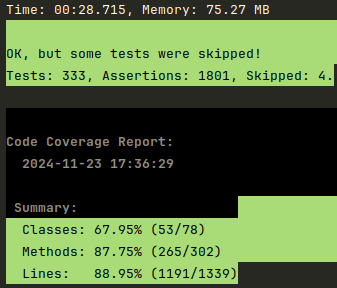 Time: 00:28.715, Memory: 75.27 MB
OK, but some tests were skipped!
Tests: 333, Assertions: 1801, Skipped: 4.
Code Coverage Report:
2024-11-23 17:36:29
Summary:
Classes: 67.95% (53/78)
Methods: 87.75% (265/302)
Lines: 88.95% (1191/1339)